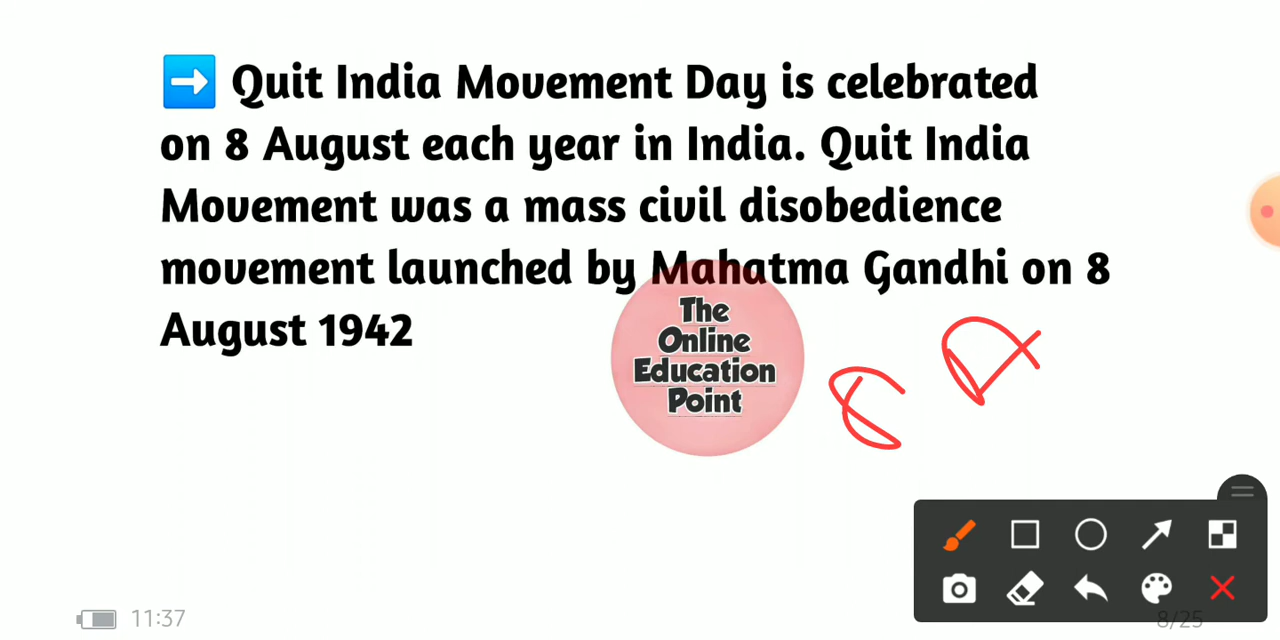 ➡️ Quit India Movement Day is celebrated
on 8 August each year in India. Quit India
Movement was a mass civil disobedience
movement launched by Mahatma Gandhi on 8
August 1942
The
Online
Education
Point
11:37
8/25